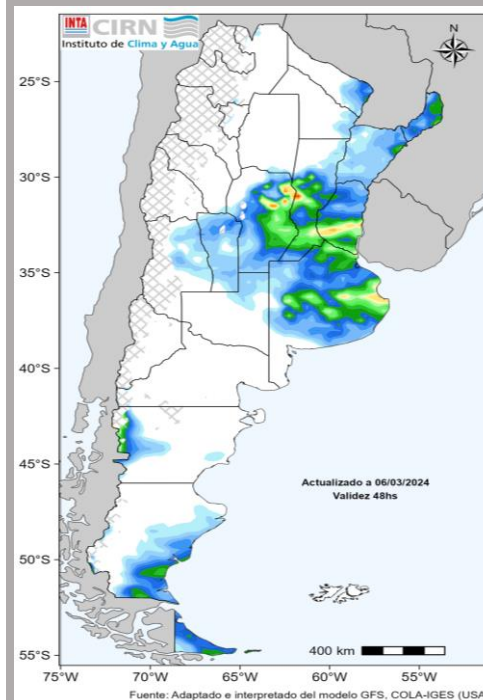 INTA CIRN
Instituto de Clima y Agua
N
25°S
30°S
35°S
40°S
45°S
50°S
55°S
Actualizado a 06/03/2024
Validez 48hs
400 km
75°W 70°W 65°W 60°W 55°W
Fuente: Adaptado e interpretado del modelo GFS, COLA-IGES (USA